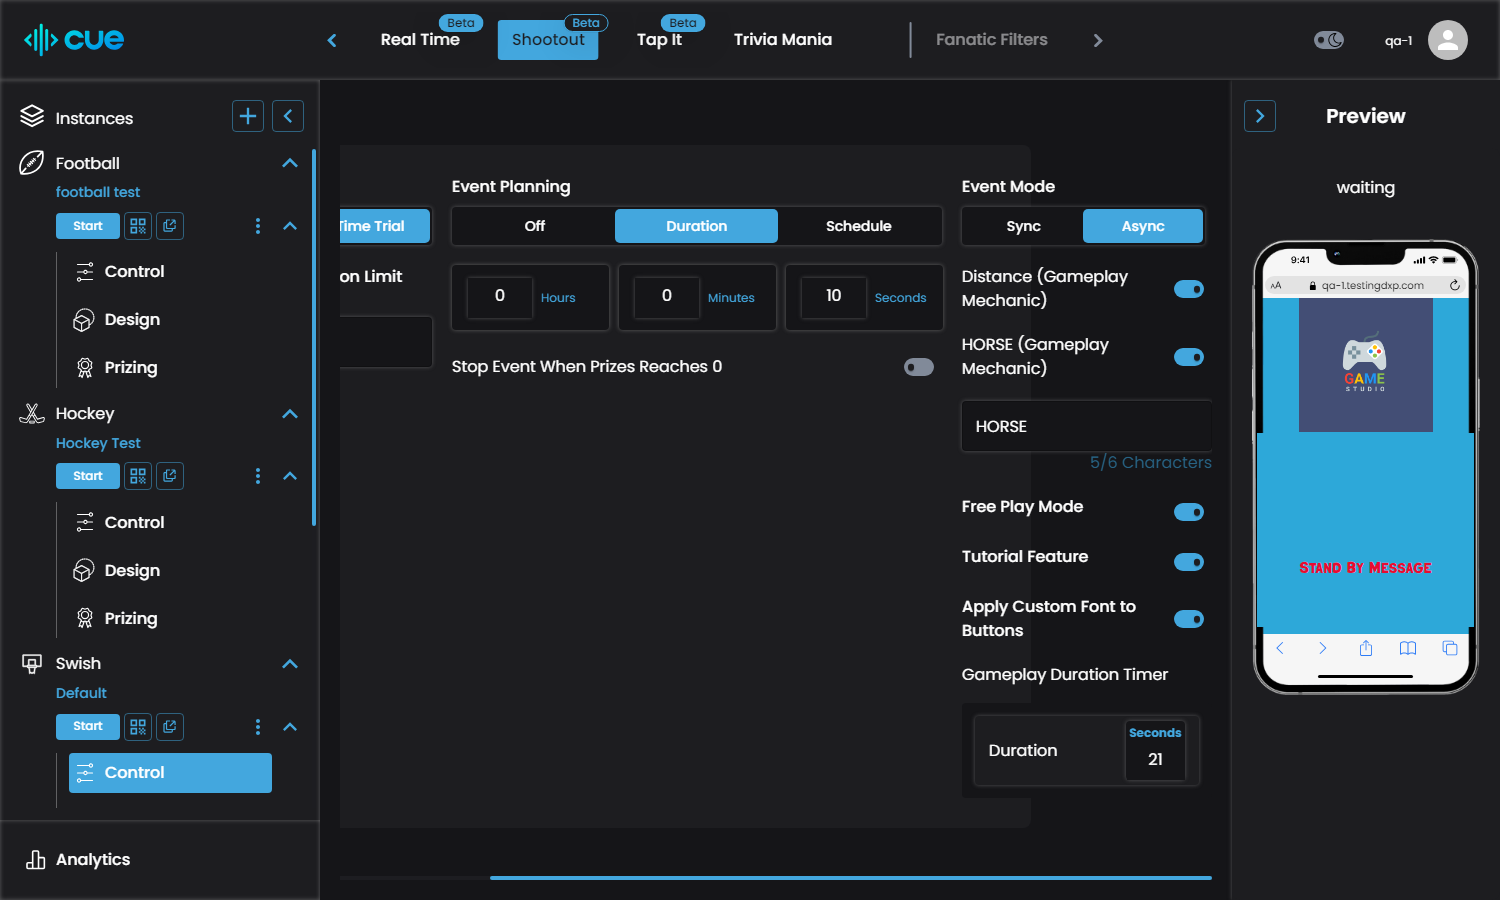 cue
Real Time
Beta
Shootout
Beta
Tap It
Beta
Trivia Mania
Fanatic Filters
qa-1
Instances
Football
football test
Start
Control
Design
Prizing
Hockey
Hockey Test
Start
Control
Design
Prizing
Swish
Default
Start
Control
Analytics
Time Trial
on Limit
Event Planning
Off
Duration
Schedule
0 Hours
0 Minutes
10 Seconds
Stop Event When Prizes Reaches 0
Event Mode
Sync
Async
Distance (Gameplay
Mechanic)
HORSE (Gameplay
Mechanic)
HORSE
5/6 Characters
Free Play Mode
Tutorial Feature
Apply Custom Font to
Buttons
Gameplay Duration Timer
Duration
Seconds
21
Preview
waiting
9:41
AA
qa-1.testingdxp.com
GAME
STUDIO
Stand By Message